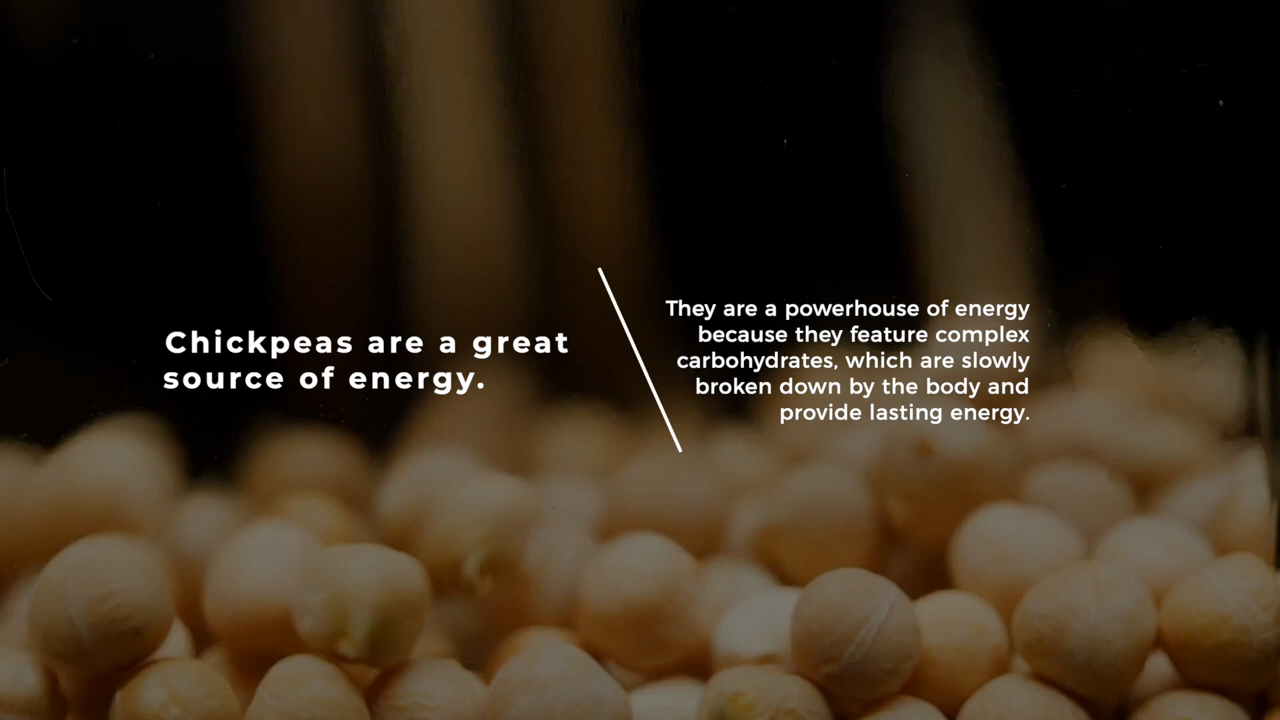 Chickpeas are a great
source of energy.
They are a powerhouse of energy
because they feature complex
carbohydrates, which are slowly
broken down by the body and
provide lasting energy.